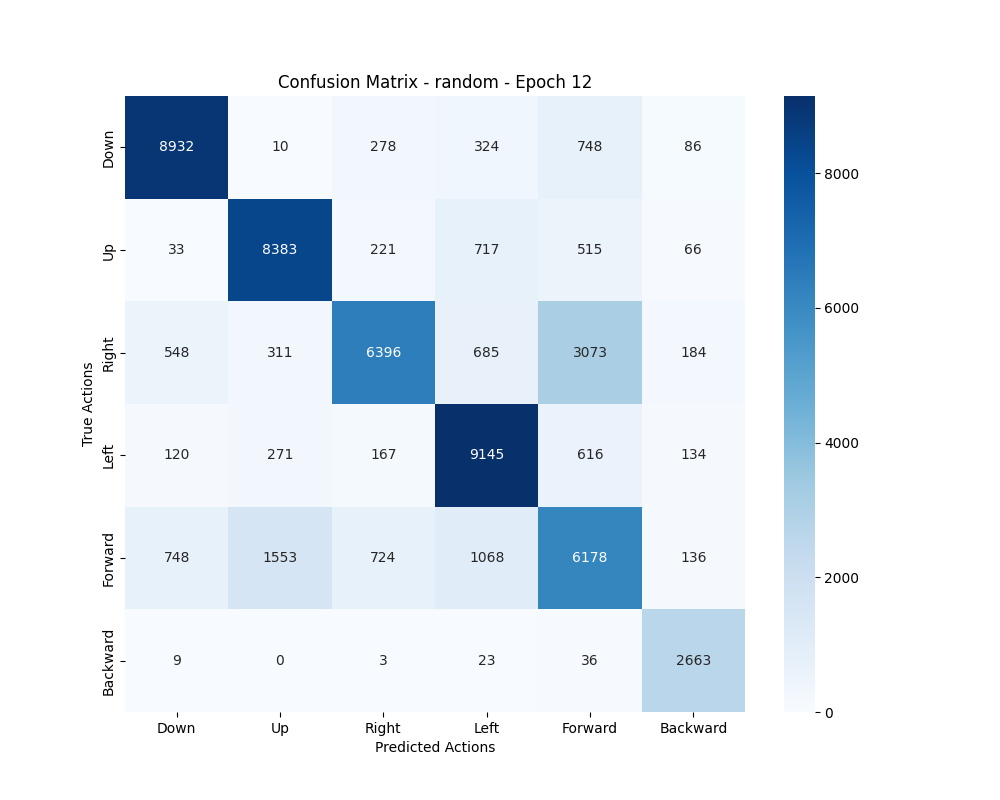 Confusion Matrix - random - Epoch 12
True Actions
Down 8932 10 278 324 748 86
Up 33 8383 221 717 515 66
Right 548 311 6396 685 3073 184
Left 120 271 167 9145 616 134
Forward 748 1553 724 1068 6178 136
Backward 9 0 3 23 36 2663
Down Up Right Left Forward Backward
Predicted Actions
8000
6000
4000
2000
0